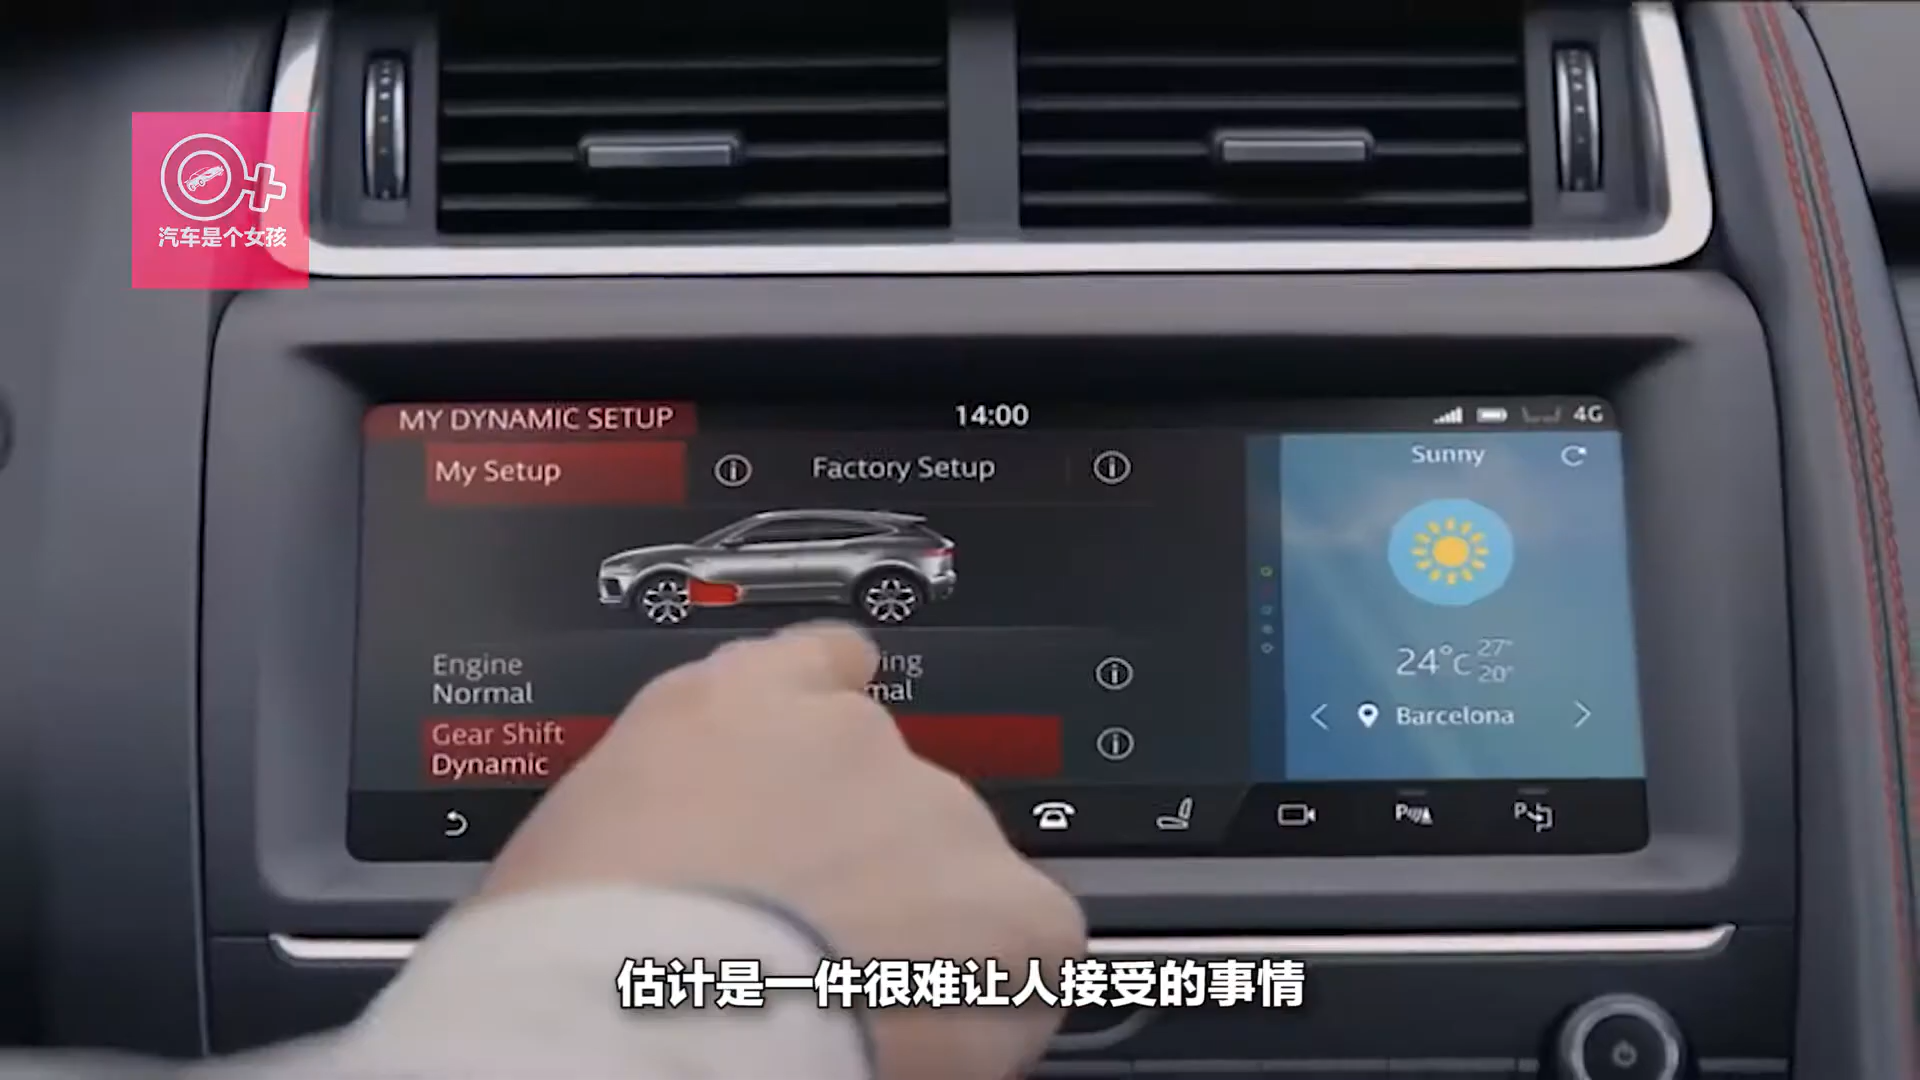 汽车是个女孩
MY DYNAMIC SETUP
14:00
4G
My Setup
Factory Setup
Sunny
24°C
27°
20°
Barcelona
Engine
Normal
Gear Shift
Dynamic
估计是一件很难让人接受的事情